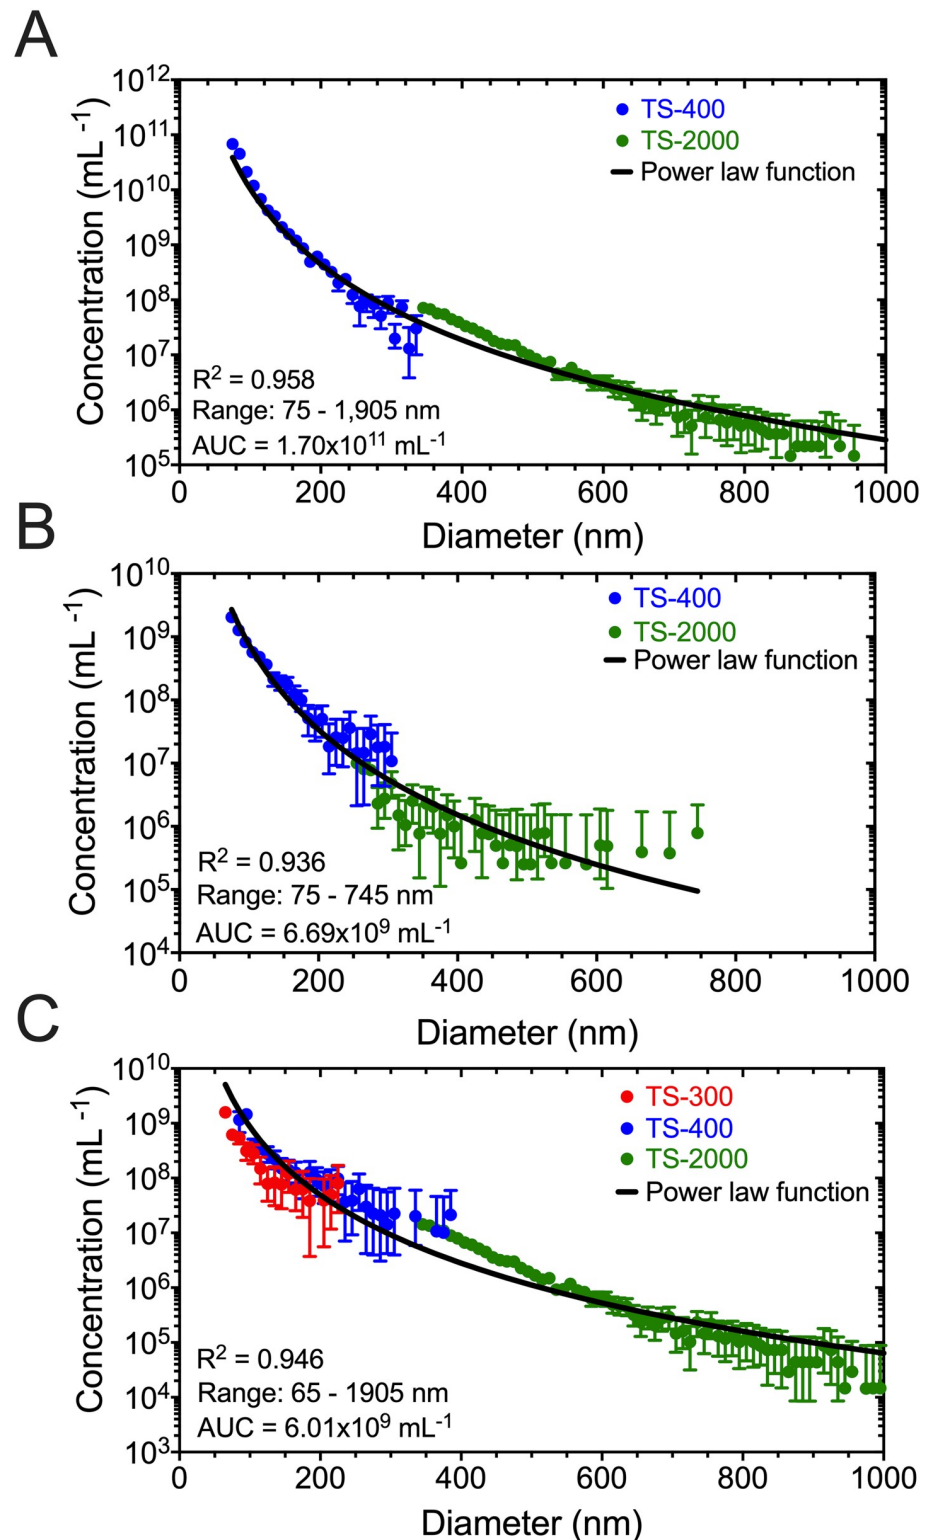 A
10¹²
10¹¹
10¹⁰
10⁹
10⁸
10⁷
10⁶
10⁵
Concentration (mL ⁻¹)
TS-400
TS-2000
Power law function
R² = 0.958
Range: 75 - 1,905 nm
AUC = 1.70x10¹¹ mL⁻¹
0 200 400 600 800 1000
Diameter (nm)
B
10¹⁰
10⁹
10⁸
10⁷
10⁶
10⁵
10⁴
Concentration (mL ⁻¹)
TS-400
TS-2000
Power law function
R² = 0.936
Range: 75 - 745 nm
AUC = 6.69x10⁹ mL⁻¹
0 200 400 600 800 1000
Diameter (nm)
C
10¹⁰
10⁹
10⁸
10⁷
10⁶
10⁵
10⁴
10³
Concentration (mL ⁻¹)
TS-300
TS-400
TS-2000
Power law function
R² = 0.946
Range: 65 - 1905 nm
AUC = 6.01x10⁹ mL⁻¹
0 200 400 600 800 1000
Diameter (nm)